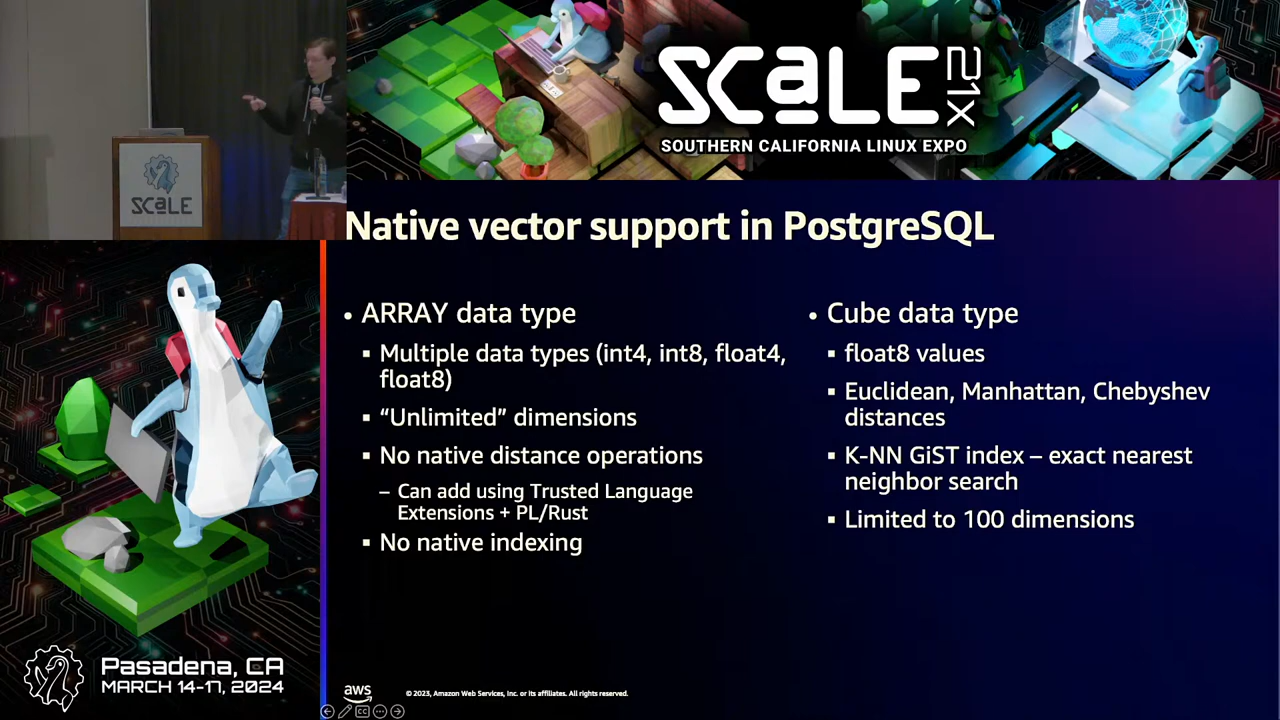 SCaLE 21X
SOUTHERN CALIFORNIA LINUX EXPO
SCaLE
Native vector support in PostgreSQL
• ARRAY data type
▪ Multiple data types (int4, int8, float4,
float8)
▪ “Unlimited” dimensions
▪ No native distance operations
– Can add using Trusted Language
Extensions + PL/Rust
▪ No native indexing
• Cube data type
▪ float8 values
▪ Euclidean, Manhattan, Chebyshev
distances
▪ K-NN GiST index – exact nearest
neighbor search
▪ Limited to 100 dimensions
Pasadena, CA
MARCH 14-17, 2024
aws
© 2023, Amazon Web Services, Inc. or its affiliates. All rights reserved.
CC